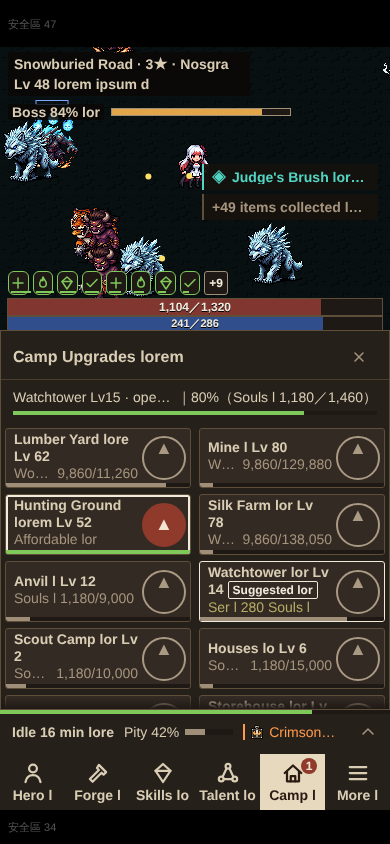 安全區 47
Snowburied Road · 3★ · Nosgra
Lv 48 lorem ipsum d
Boss 84% lor
Judge's Brush lor…
+49 items collected l…
+9
1,104／1,320
241／286
Camp Upgrades lorem
Watchtower Lv15 · ope… ｜80%（Souls l 1,180／1,460）
Lumber Yard lore Lv 62
Wo… 9,860/11,260
Mine l Lv 80
W… 9,860/129,880
Hunting Ground lorem Lv 52
Affordable lor
Silk Farm lor Lv 78
W… 9,860/138,050
Anvil l Lv 12
Souls l 1,180/9,000
Watchtower lor Lv 14 Suggested lor
Ser l 280 Souls l
Scout Camp lor Lv 2
So… 1,180/10,000
Houses lo Lv 6
So… 1,180/15,000
Storehouse lor Lv
Idle 16 min lore Pity 42% Crimson…
1
Hero l Forge l Skills lo Talent lo Camp l More l
安全區 34